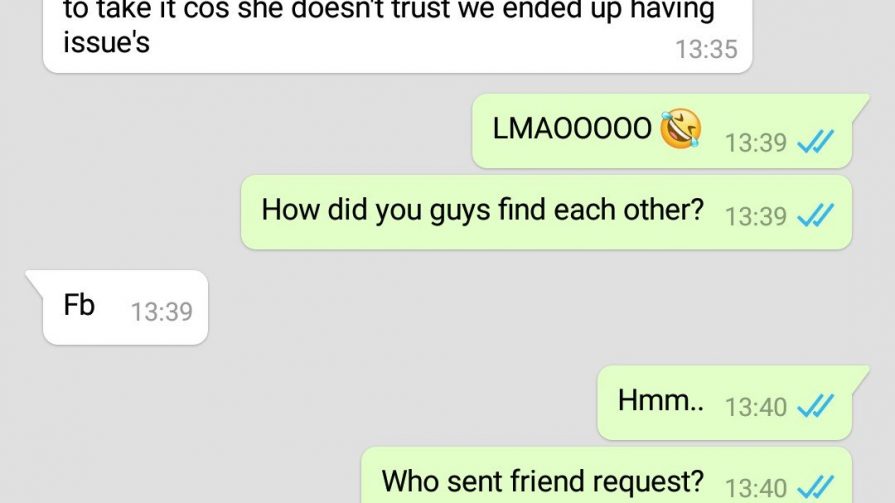 to take it cos she doesn't trust we ended up having
issue's
13:35
LMAOOOOO 🤣 13:39
How did you guys find each other? 13:39
Fb 13:39
Hmm.. 13:40
Who sent friend request? 13:40